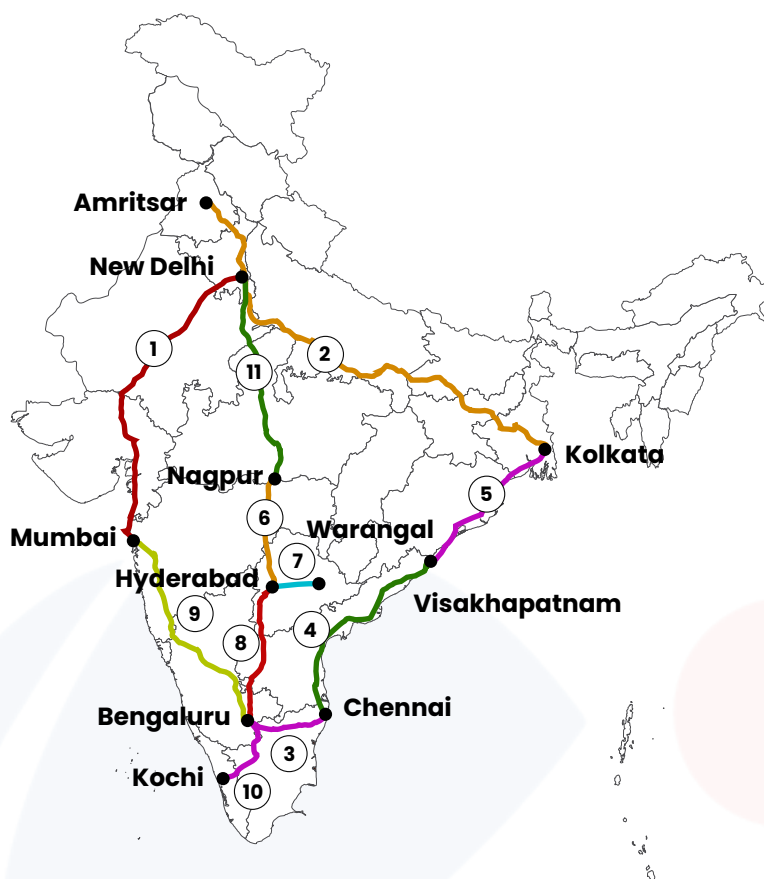 Amritsar
New Delhi
1
2
11
Kolkata
Nagpur
5
6
Warangal
Mumbai
7
Hyderabad
Visakhapatnam
9
4
8
Chennai
Bengaluru
3
Kochi
10